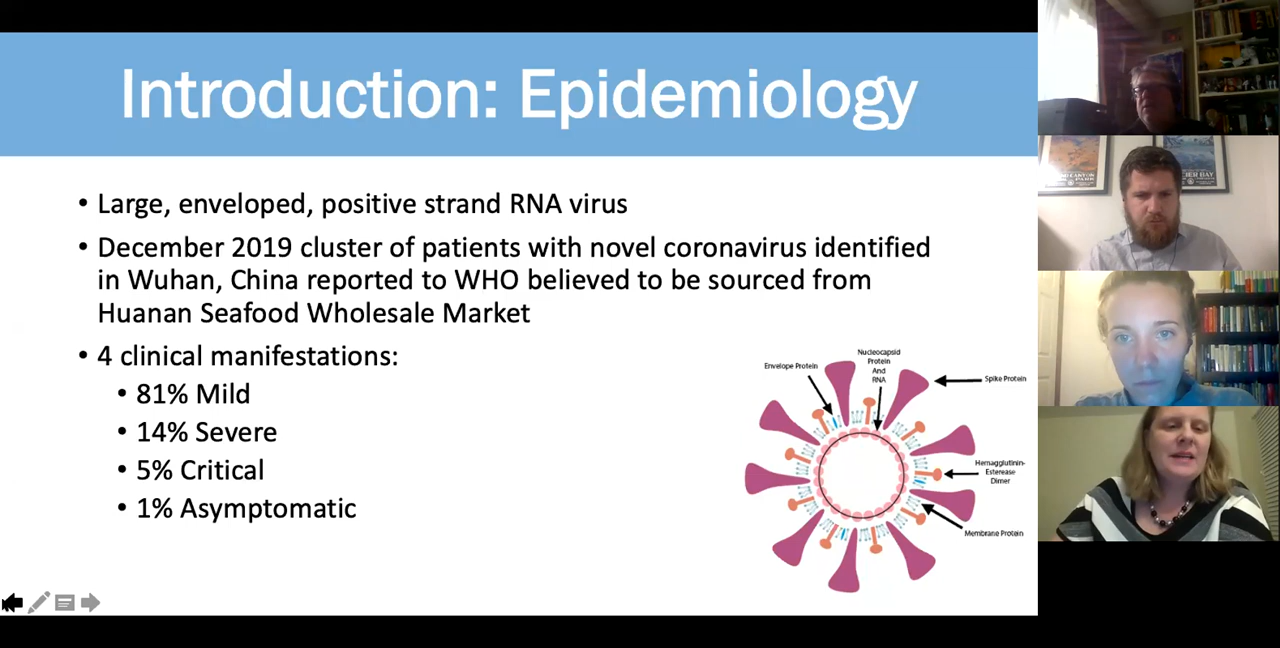 Introduction: Epidemiology
• Large, enveloped, positive strand RNA virus
• December 2019 cluster of patients with novel coronavirus identified
in Wuhan, China reported to WHO believed to be sourced from
Huanan Seafood Wholesale Market
• 4 clinical manifestations:
• 81% Mild
• 14% Severe
• 5% Critical
• 1% Asymptomatic
Envelope Protein
Nucleocapsid
Protein
And
RNA
Spike Protein
Hemagglutinin-
Esterease
Dimer
Membrane Protein